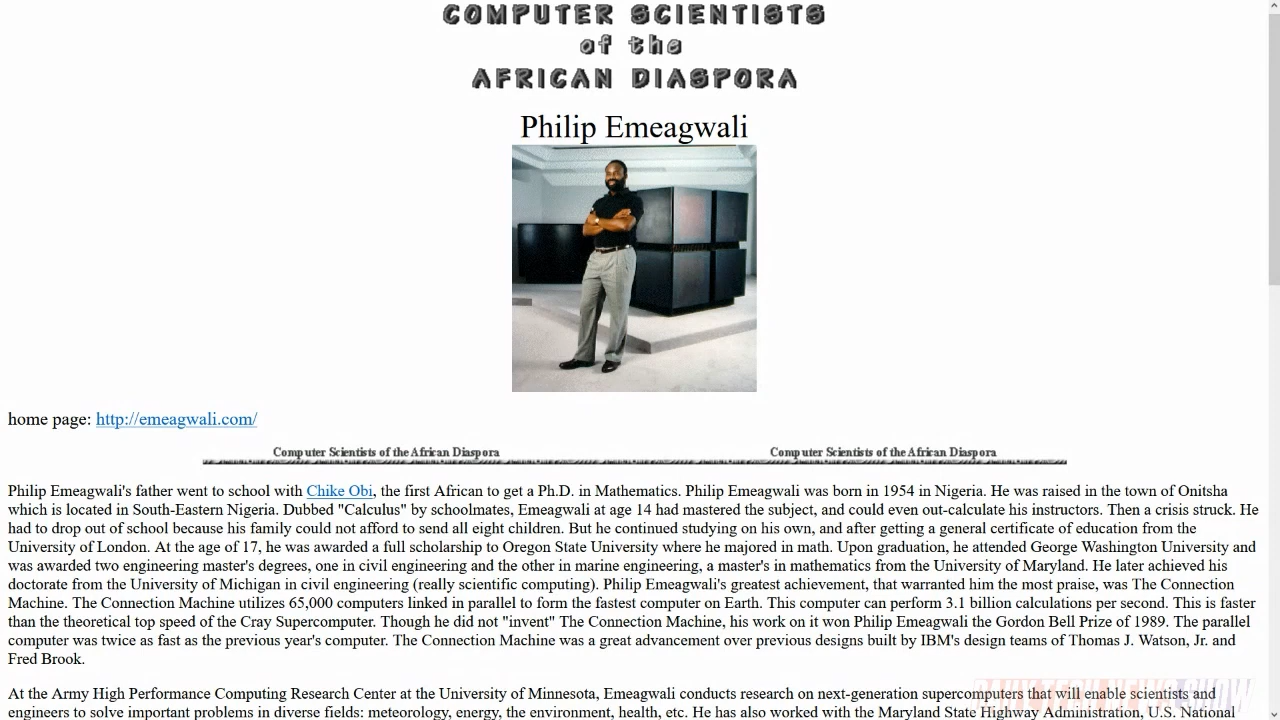 COMPUTER SCIENTISTS
of the
AFRICAN DIASPORA
Philip Emeagwali
home page: http://emeagwali.com/
Computer Scientists of the African Diaspora Computer Scientists of the African Diaspora
Philip Emeagwali's father went to school with Chike Obi, the first African to get a Ph.D. in Mathematics. Philip Emeagwali was born in 1954 in Nigeria. He was raised in the town of Onitsha
which is located in South-Eastern Nigeria. Dubbed "Calculus" by schoolmates, Emeagwali at age 14 had mastered the subject, and could even out-calculate his instructors. Then a crisis struck. He
had to drop out of school because his family could not afford to send all eight children. But he continued studying on his own, and after getting a general certificate of education from the
University of London. At the age of 17, he was awarded a full scholarship to Oregon State University where he majored in math. Upon graduation, he attended George Washington University and
was awarded two engineering master's degrees, one in civil engineering and the other in marine engineering, a master's in mathematics from the University of Maryland. He later achieved his
doctorate from the University of Michigan in civil engineering (really scientific computing). Philip Emeagwali's greatest achievement, that warranted him the most praise, was The Connection
Machine. The Connection Machine utilizes 65,000 computers linked in parallel to form the fastest computer on Earth. This computer can perform 3.1 billion calculations per second. This is faster
than the theoretical top speed of the Cray Supercomputer. Though he did not "invent" The Connection Machine, his work on it won Philip Emeagwali the Gordon Bell Prize of 1989. The parallel
computer was twice as fast as the previous year's computer. The Connection Machine was a great advancement over previous designs built by IBM's design teams of Thomas J. Watson, Jr. and
Fred Brook.
At the Army High Performance Computing Research Center at the University of Minnesota, Emeagwali conducts research on next-generation supercomputers that will enable scientists and
engineers to solve important problems in diverse fields: meteorology, energy, the environment, health, etc. He has also worked with the Maryland State Highway Administration, U.S. National